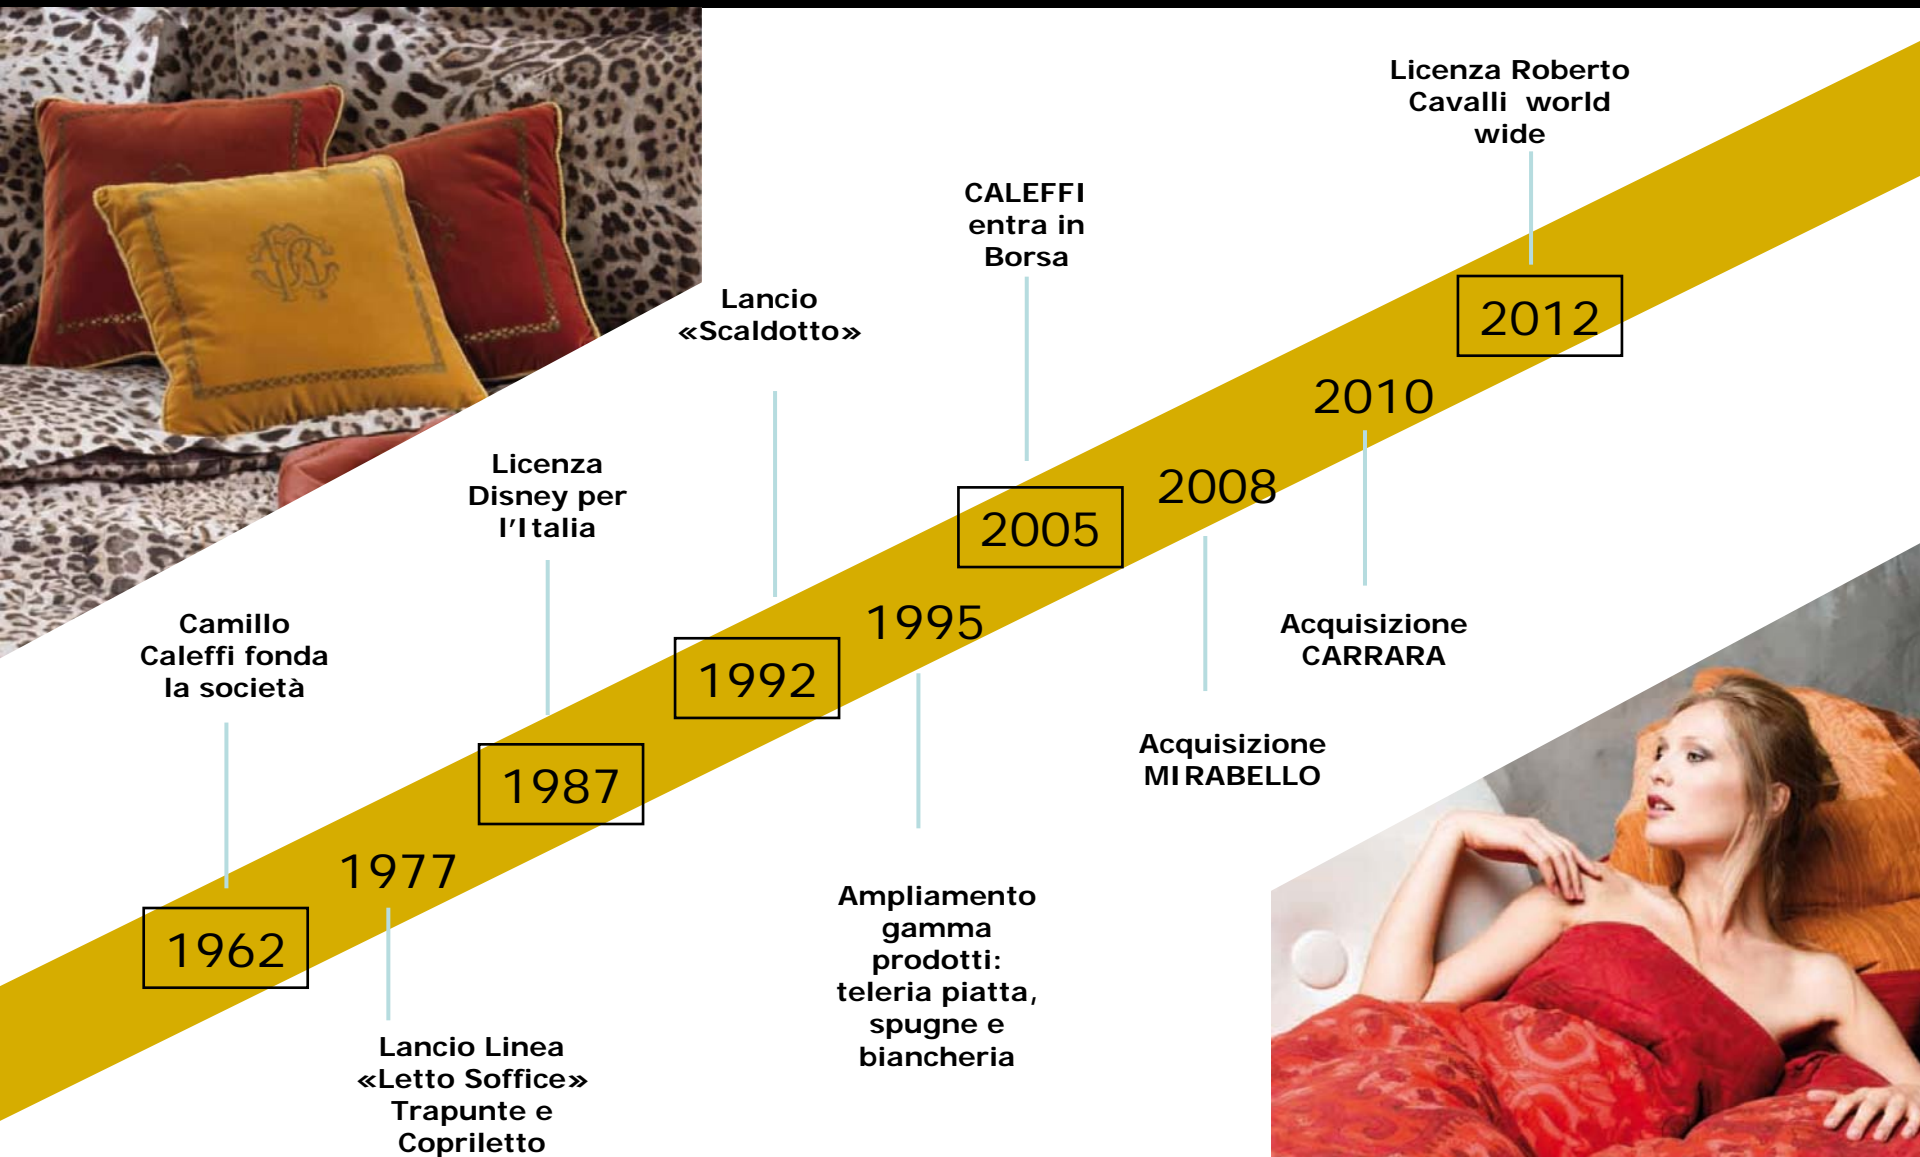 Licenza Roberto
Cavalli world
wide
CALEFFI
entra in
Borsa
Lancio
«Scaldotto»
Licenza
Disney per
l'Italia
Camillo
Caleffi fonda
la società
2012
2010
2008
2005
1995
1992
1987
1977
1962
Acquisizione
CARRARA
Acquisizione
MIRABELLO
Ampliamento
gamma
prodotti:
teleria piatta,
spugne e
biancheria
Lancio Linea
«Letto Soffice»
Trapunte e
Copriletto